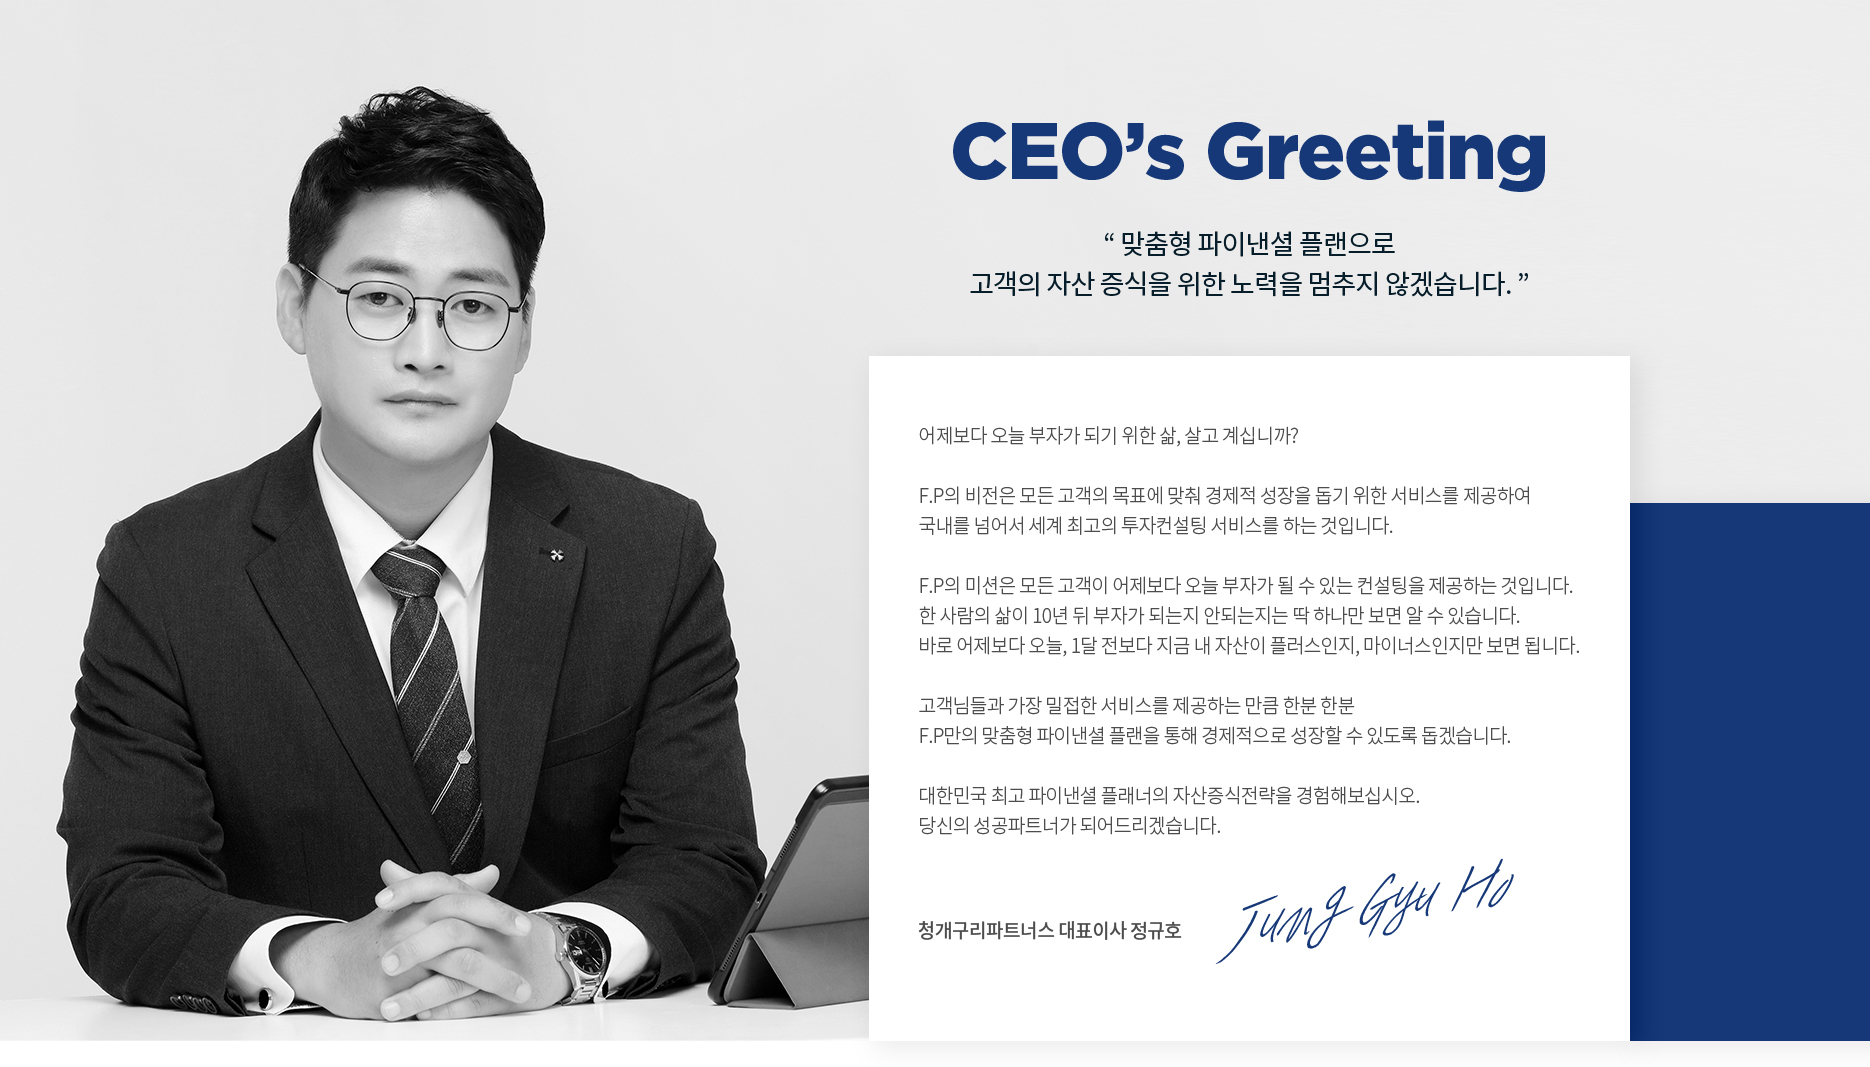 CEO’s Greeting
“ 맞춤형 파이낸셜 플랜으로
고객의 자산 증식을 위한 노력을 멈추지 않겠습니다. ”
어제보다 오늘 부자가 되기 위한 삶, 살고 계십니까?
F.P의 비전은 모든 고객의 목표에 맞춰 경제적 성장을 돕기 위한 서비스를 제공하여
국내를 넘어서 세계 최고의 투자컨설팅 서비스를 하는 것입니다.
F.P의 미션은 모든 고객이 어제보다 오늘 부자가 될 수 있는 컨설팅을 제공하는 것입니다.
한 사람의 삶이 10년 뒤 부자가 되는지 안되는지는 딱 하나만 보면 알 수 있습니다.
바로 어제보다 오늘, 1달 전보다 지금 내 자산이 플러스인지, 마이너스인지만 보면 됩니다.
고객님들과 가장 밀접한 서비스를 제공하는 만큼 한분 한분
F.P만의 맞춤형 파이낸셜 플랜을 통해 경제적으로 성장할 수 있도록 돕겠습니다.
대한민국 최고 파이낸셜 플래너의 자산증식전략을 경험해보십시오.
당신의 성공파트너가 되어드리겠습니다.
청개구리파트너스 대표이사 정규호
Jung Gyu Ho